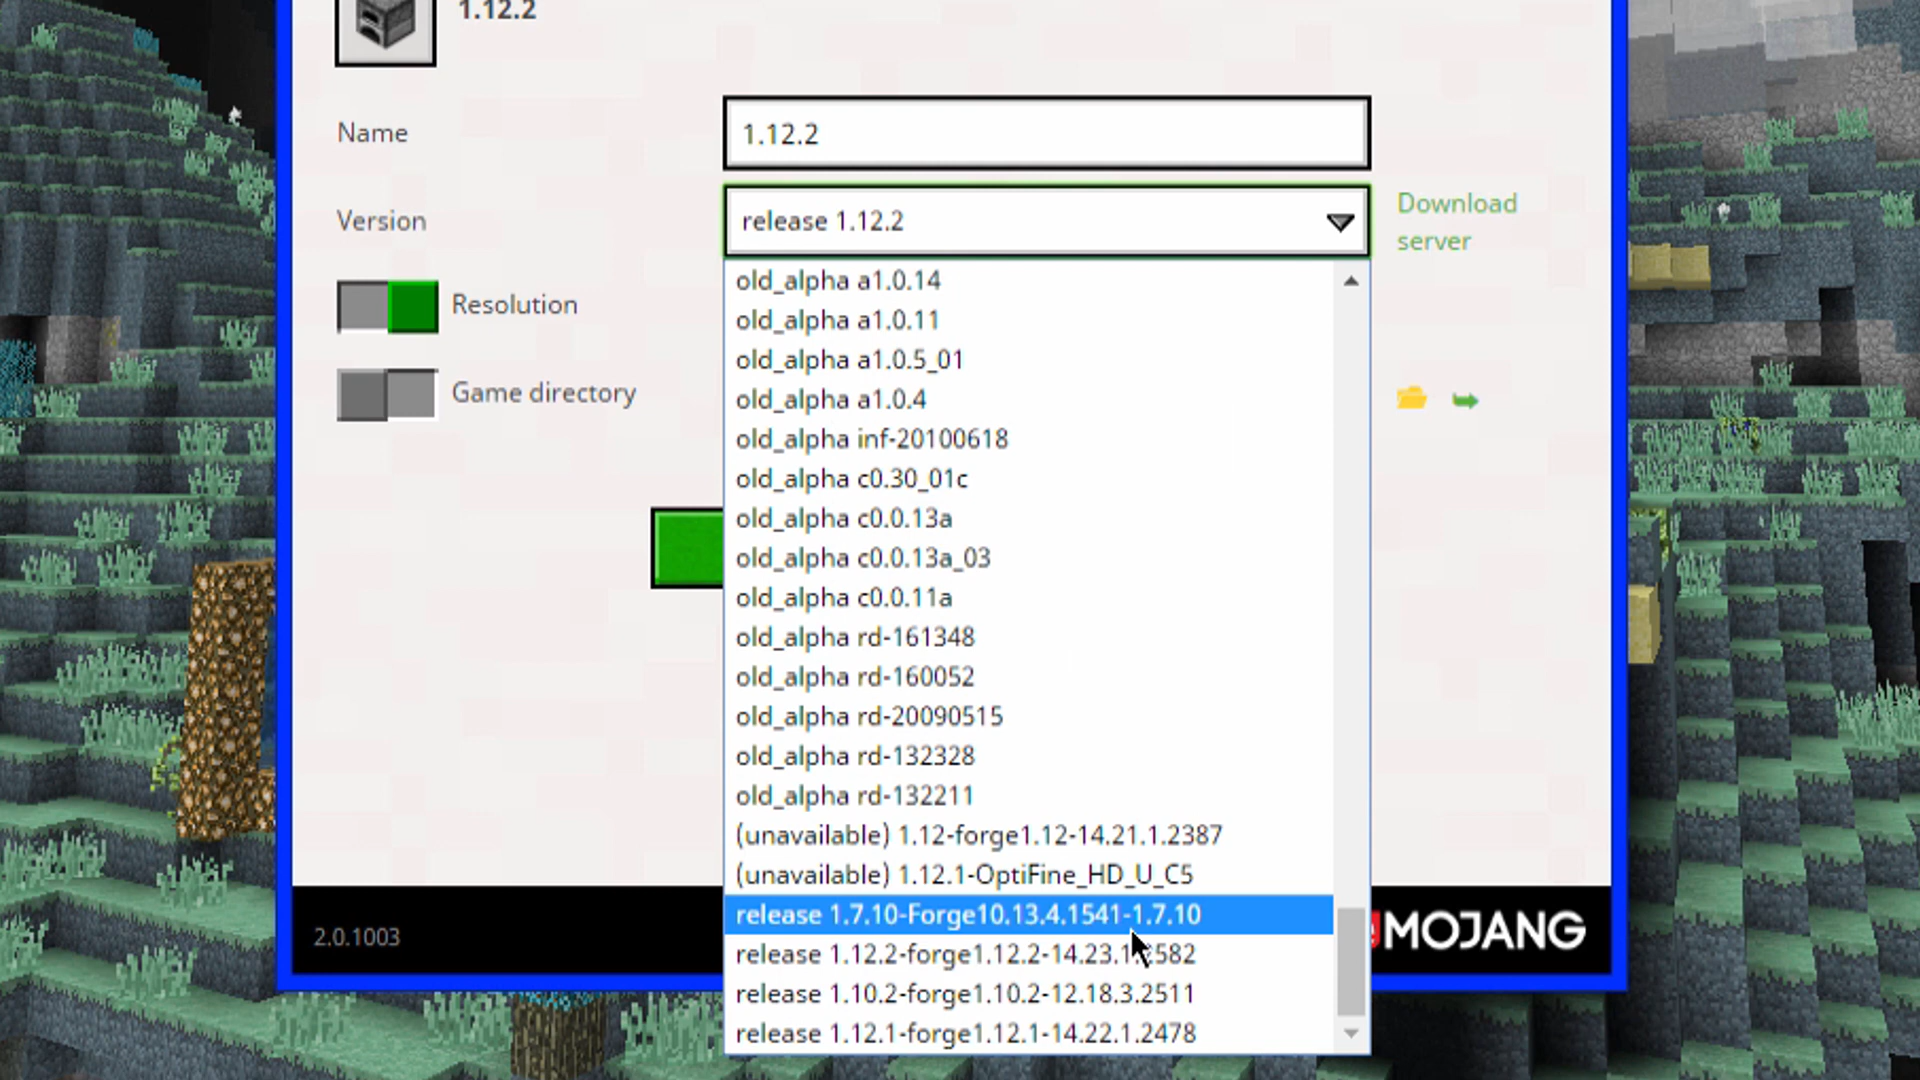 1.12.2
Name
1.12.2
Version
release 1.12.2
Download
server
Resolution
Game directory
old_alpha a1.0.14
old_alpha a1.0.11
old_alpha a1.0.5_01
old_alpha a1.0.4
old_alpha inf-20100618
old_alpha c0.30_01c
old_alpha c0.0.13a
old_alpha c0.0.13a_03
old_alpha c0.0.11a
old_alpha rd-161348
old_alpha rd-160052
old_alpha rd-20090515
old_alpha rd-132328
old_alpha rd-132211
(unavailable) 1.12-forge1.12-14.21.1.2387
(unavailable) 1.12.1-OptiFine_HD_U_C5
release 1.7.10-Forge10.13.4.1541-1.7.10
release 1.12.2-forge1.12.2-14.23.1.2582
release 1.10.2-forge1.10.2-12.18.3.2511
release 1.12.1-forge1.12.1-14.22.1.2478
2.0.1003
MOJANG